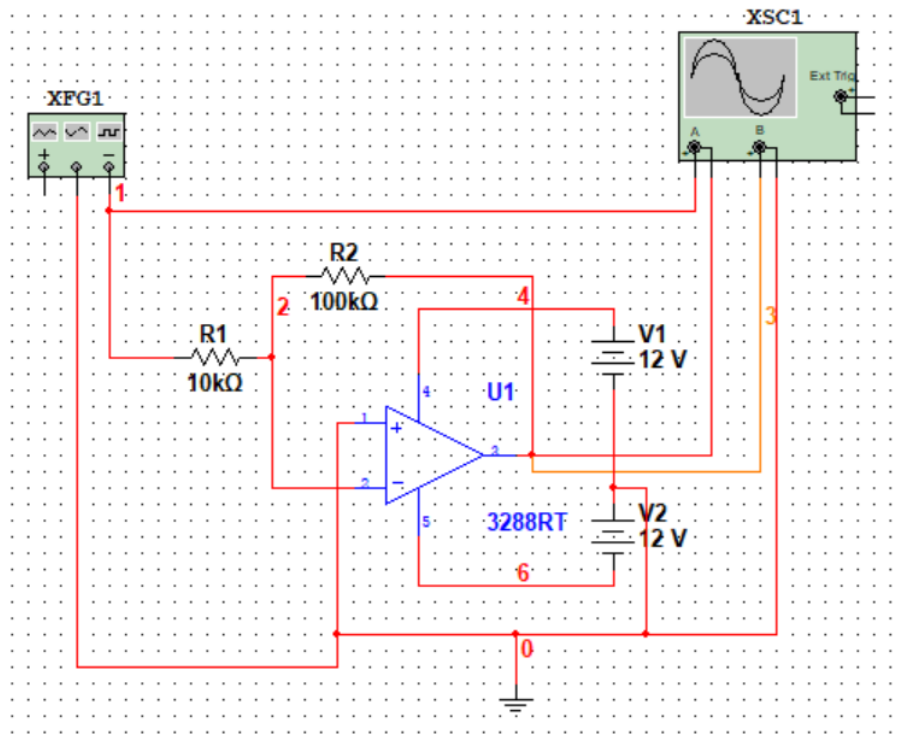 XSC1
Ext Trig
+
A
B
+
+
XFG1
+
−
1
R2
100kΩ
2
4
3
R1
10kΩ
V1
12 V
4
U1
1
+
3
2
−
5
3288RT
V2
12 V
6
0